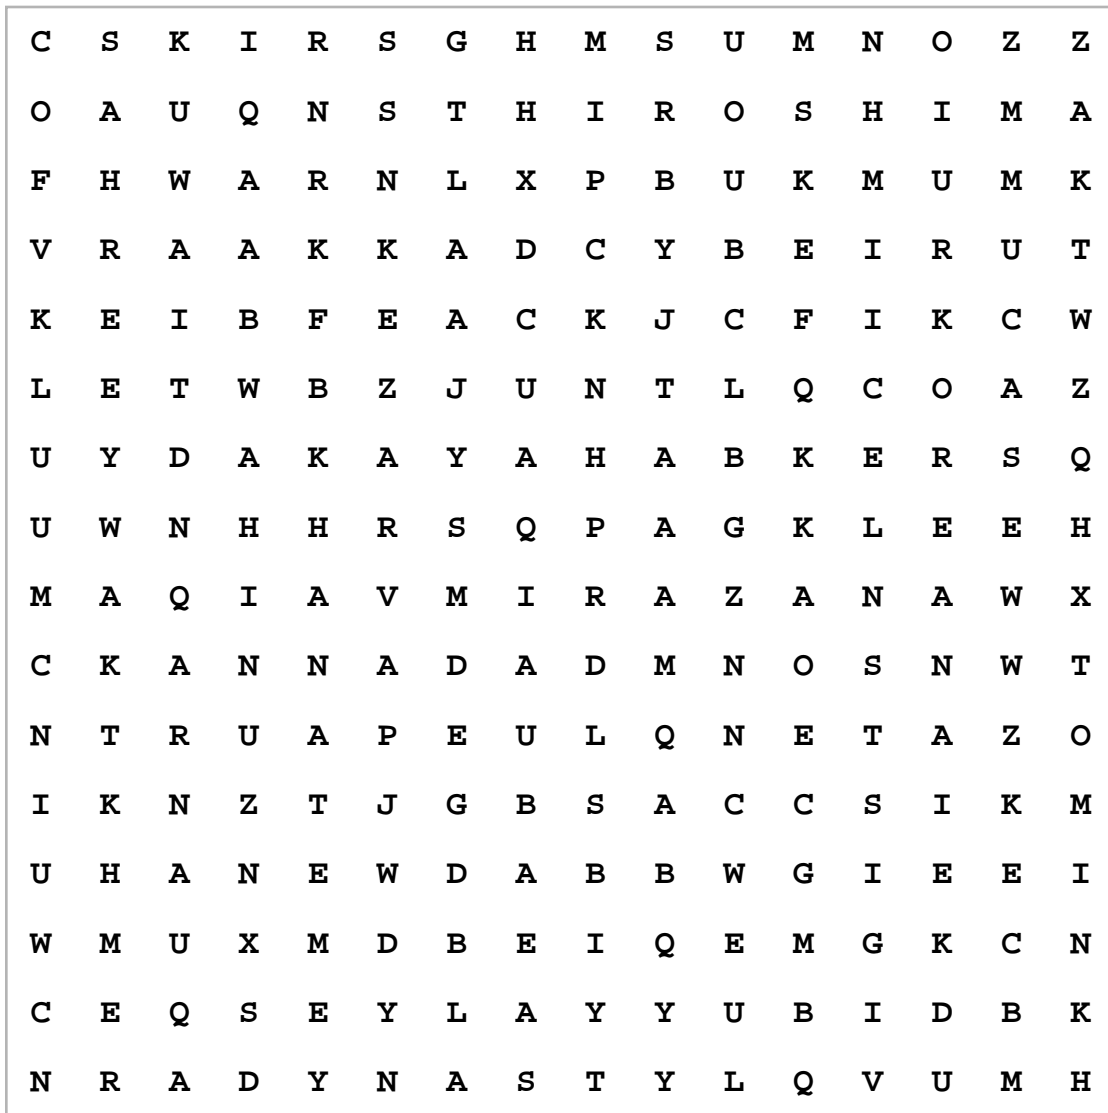 C S K I R S G H M S U M N O Z Z
O A U Q N S T H I R O S H I M A
F H W A R N L X P B U K M U M K
V R A A K K A D C Y B E I R U T
K E I B F E A C K J C F I K C W
L E T W B Z J U N T L Q C O A Z
U Y D A K A Y A H A B K E R S Q
U W N H H R S Q P A G K L E E H
M A Q I A V M I R A Z A N A W X
C K A N N A D A D M N O S N W T
N T R U A P E U L Q N E T A Z O
I K N Z T J G B S A C C S I K M
U H A N E W D A B B W G I E E I
W M U X M D B E I Q E M G K C N
C E Q S E Y L A Y Y U B I D B K
N R A D Y N A S T Y L Q V U M H